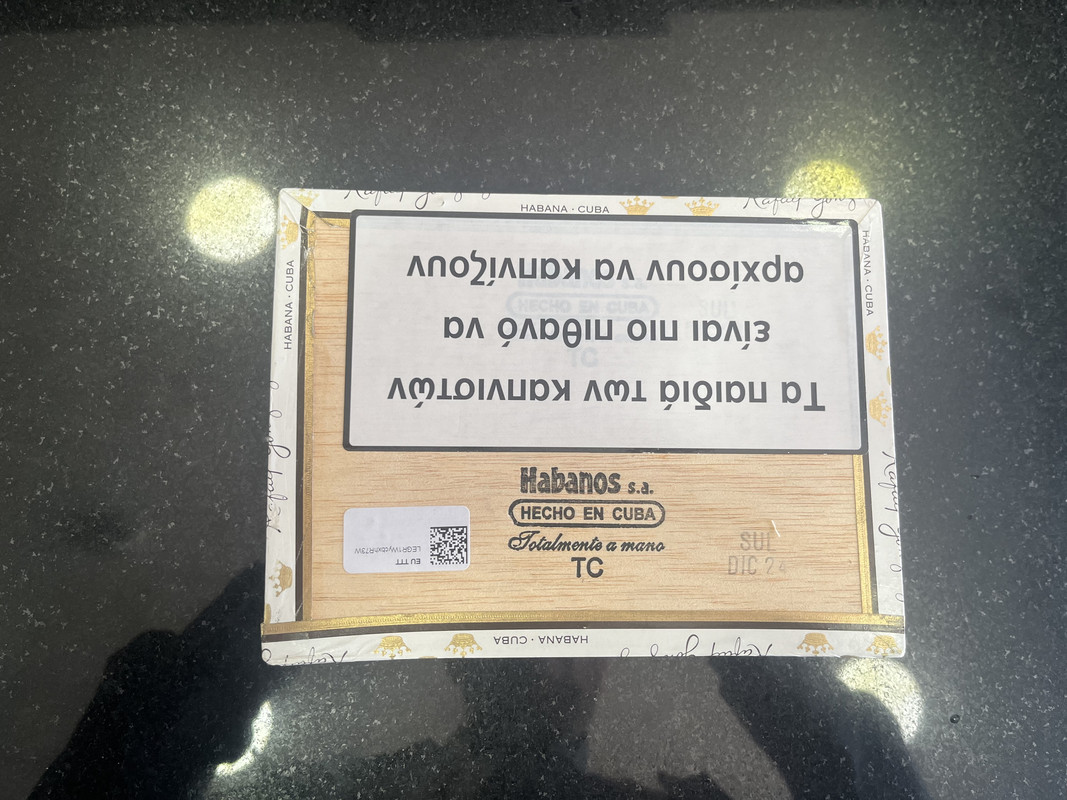 HABANA · CUBA
HABANA · CUBA
HABANA · CUBA
Τα παιδιά των καπνιστών
είναι πιο πιθανό να
αρχίσουν να καπνίζουν
Habanos s.a.
HECHO EN CUBA
Totalmente a mano
TC
SUL
DIC 24
EU TTT
HABANA · CUBA